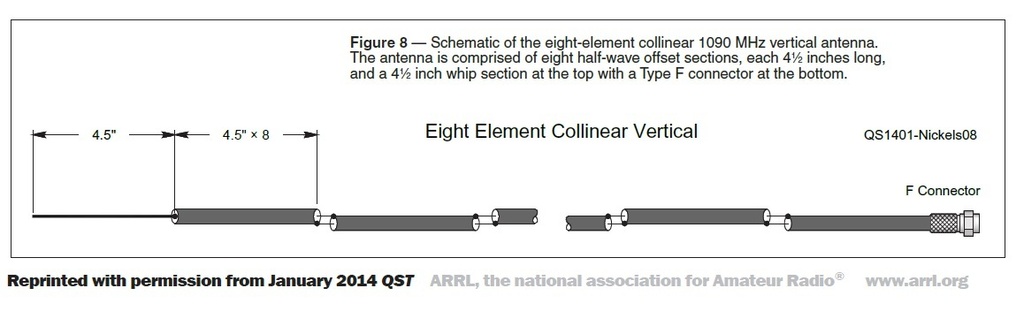 Figure 8 — Schematic of the eight-element collinear 1090 MHz vertical antenna.
The antenna is comprised of eight half-wave offset sections, each 4½ inches long,
and a 4½ inch whip section at the top with a Type F connector at the bottom.
4.5"
4.5" × 8
Eight Element Collinear Vertical
QS1401-Nickels08
F Connector
Reprinted with permission from January 2014 QST ARRL, the national association for Amateur Radio® www.arrl.org